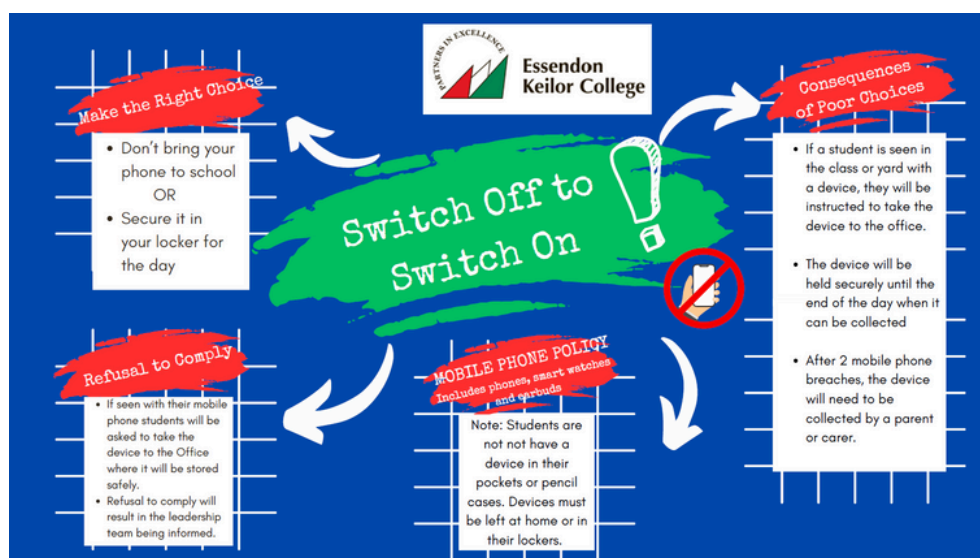 PARTNERS IN EXCELLENCE
Essendon
Keilor College
Switch Off to
Switch On
Make the Right Choice
• Don't bring your
phone to school
OR
• Secure it in
your locker for
the day
Consequences
of Poor Choices
• If a student is seen in
the class or yard with
a device, they will be
instructed to take the
device to the office.
• The device will be
held securely until the
end of the day when it
can be collected
• After 2 mobile phone
breaches, the device
will need to be
collected by a parent
or carer.
Refusal to Comply
• If seen with their mobile
phone students will be
asked to take the
device to the Office
where it will be stored
safely.
• Refusal to comply will
result in the leadership
team being informed.
MOBILE PHONE POLICY
Includes phones, smart watches
and earbuds
Note: Students are
not not have a
device in their
pockets or pencil
cases. Devices must
be left at home or in
their lockers.